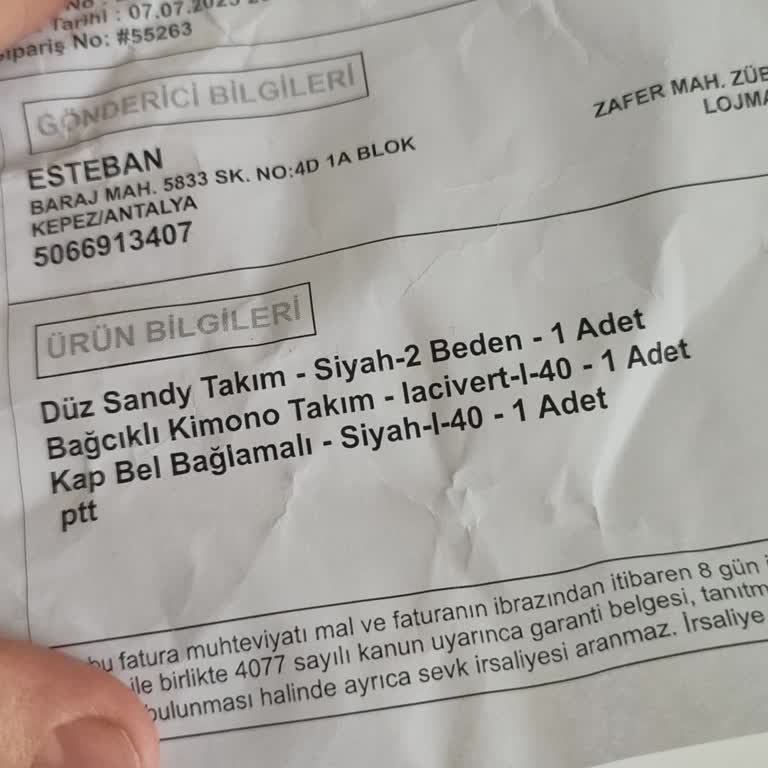 Tarihi : 07.07.2023
Sipariş No: #55263
GÖNDERİCİ BİLGİLERİ
ESTEBAN
BARAJ MAH. 5833 SK. NO:4D 1A BLOK
KEPEZ/ANTALYA
5066913407
ZAFER MAH. ZÜB
LOJMA
ÜRÜN BİLGİLERİ
Düz Sandy Takım - Siyah-2 Beden - 1 Adet
Bağcıklı Kimono Takım - lacivert-l-40 - 1 Adet
Kap Bel Bağlamalı - Siyah-l-40 - 1 Adet
ptt
bu fatura muhteviyatı mal ve faturanın ibrazından itibaren 8 gün i
ile birlikte 4077 sayılı kanun uyarınca garanti belgesi, tanıtm
bulunması halinde ayrıca sevk irsaliyesi aranmaz. İrsaliye